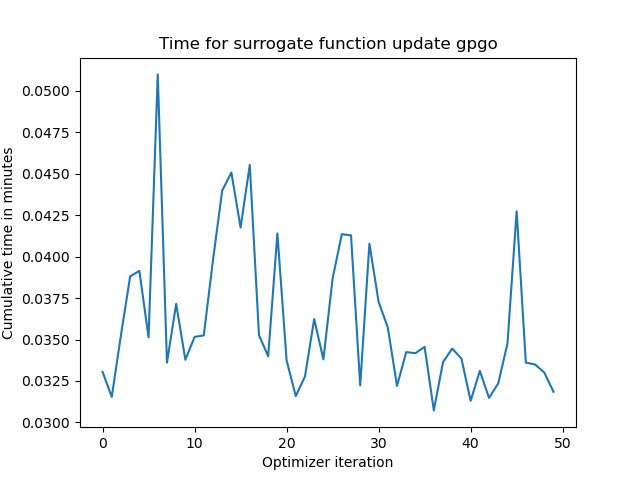 Time for surrogate function update gpgo
Cumulative time in minutes
0.0500
0.0475
0.0450
0.0425
0.0400
0.0375
0.0350
0.0325
0.0300
0 10 20 30 40 50
Optimizer iteration